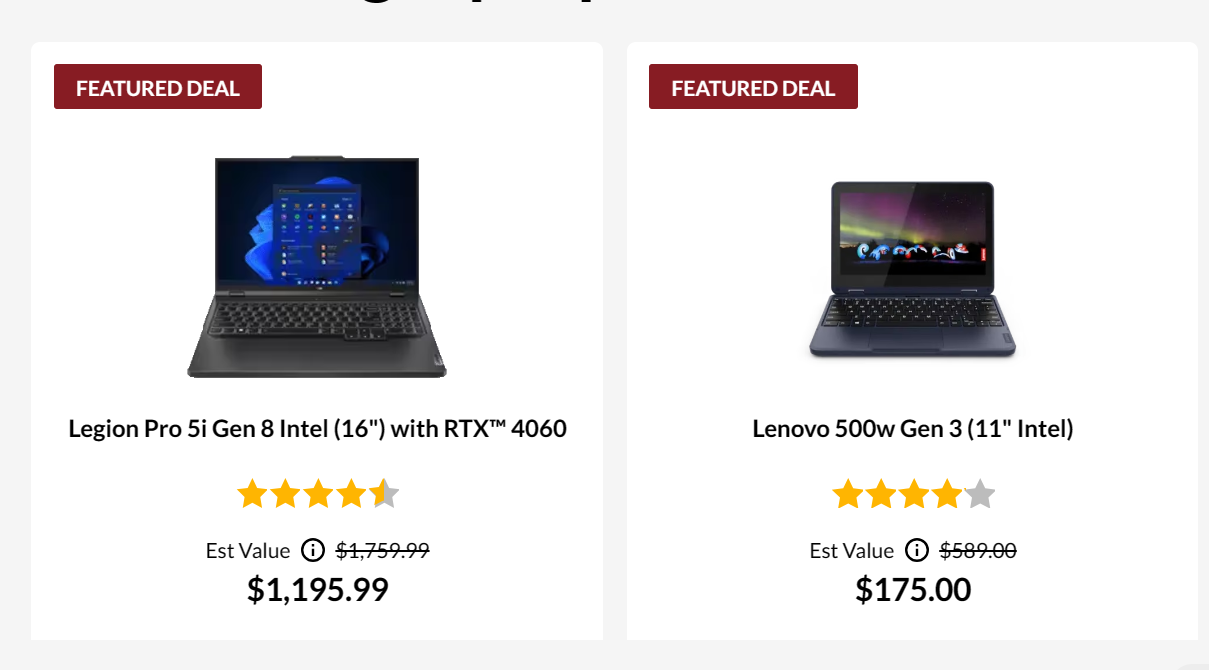 FEATURED DEAL
Legion Pro 5i Gen 8 Intel (16") with RTX™ 4060
Est Value $1,759.99
$1,195.99
FEATURED DEAL
Lenovo 500w Gen 3 (11" Intel)
Est Value $589.00
$175.00